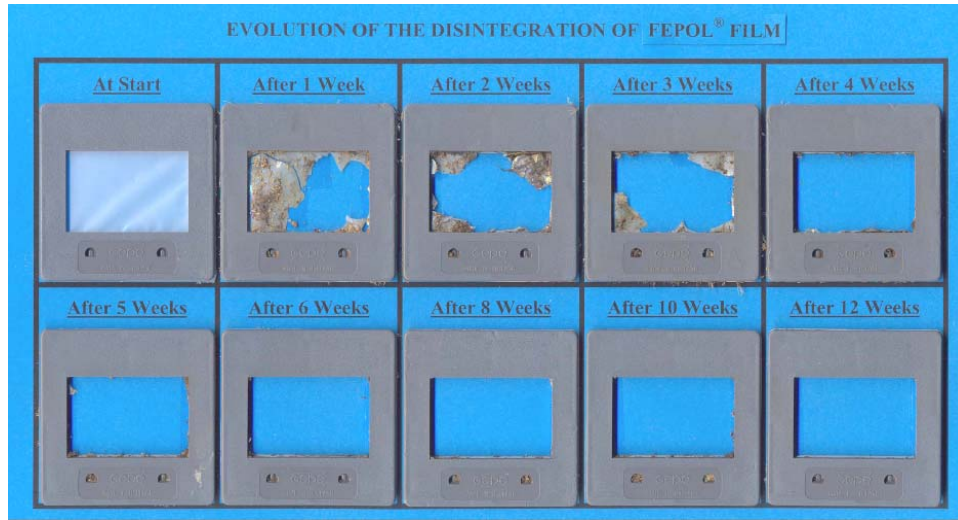 EVOLUTION OF THE DISINTEGRATION OF FEPOL® FILM
At Start
After 1 Week
After 2 Weeks
After 3 Weeks
After 4 Weeks
After 5 Weeks
After 6 Weeks
After 8 Weeks
After 10 Weeks
After 12 Weeks